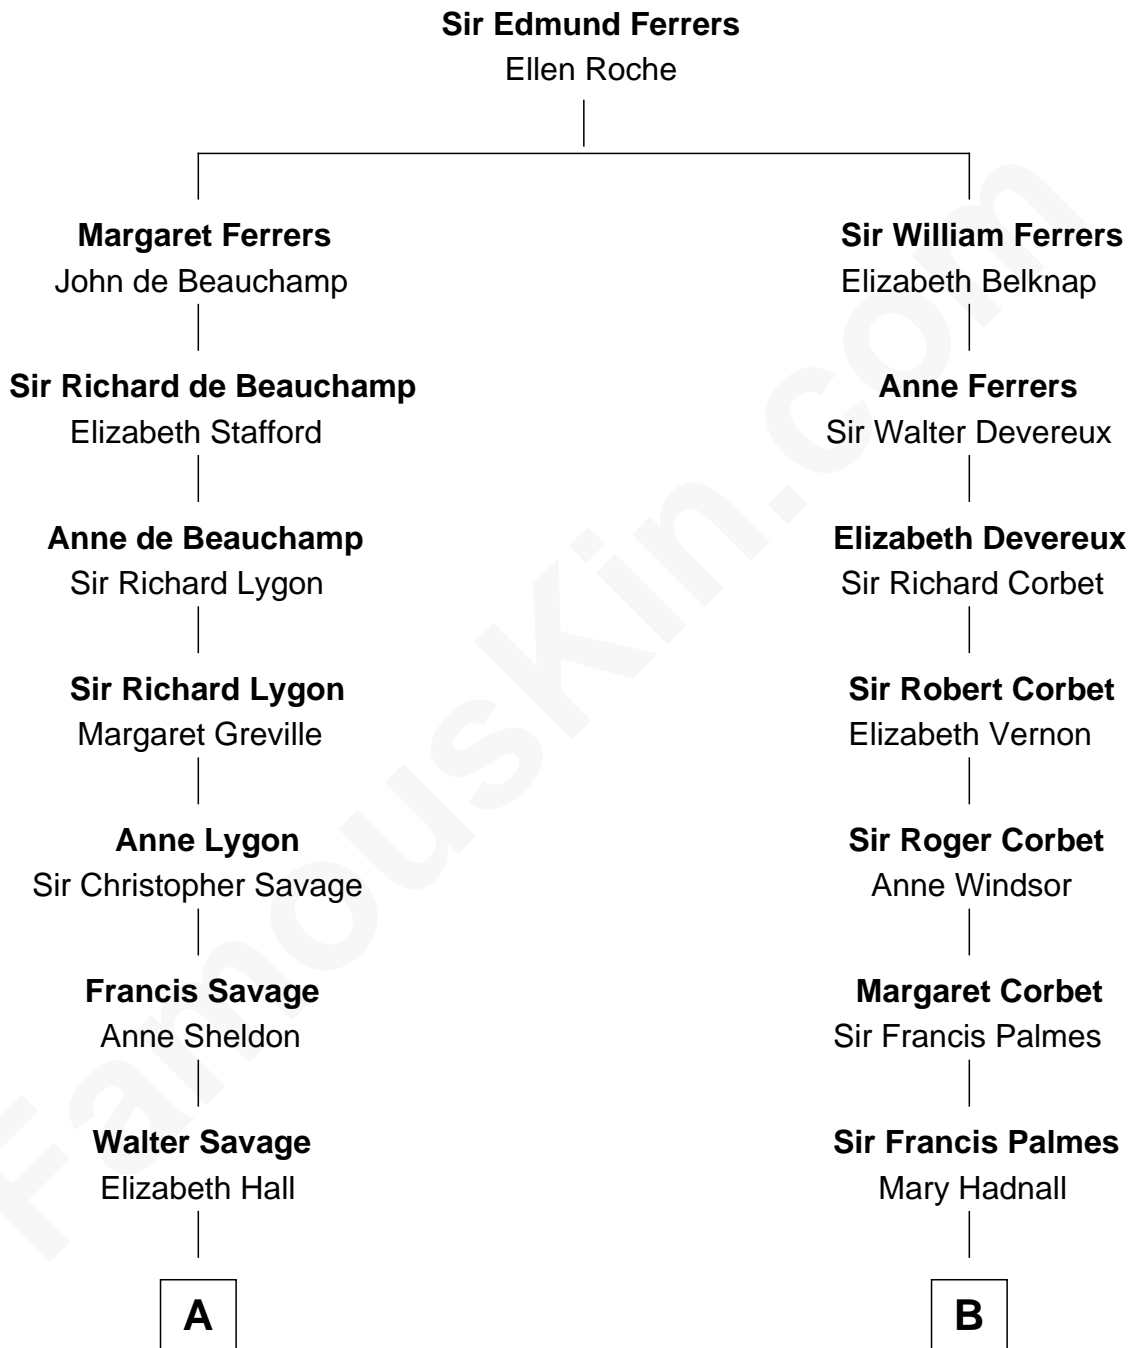 Sir Edmund Ferrers
Ellen Roche
Margaret Ferrers
John de Beauchamp
Sir William Ferrers
Elizabeth Belknap
Sir Richard de Beauchamp
Elizabeth Stafford
Anne Ferrers
Sir Walter Devereux
Anne de Beauchamp
Sir Richard Lygon
Elizabeth Devereux
Sir Richard Corbet
Sir Richard Lygon
Margaret Greville
Sir Robert Corbet
Elizabeth Vernon
Anne Lygon
Sir Christopher Savage
Sir Roger Corbet
Anne Windsor
Francis Savage
Anne Sheldon
Margaret Corbet
Sir Francis Palmes
Walter Savage
Elizabeth Hall
Sir Francis Palmes
Mary Hadnall
A
B
FamousKin.com